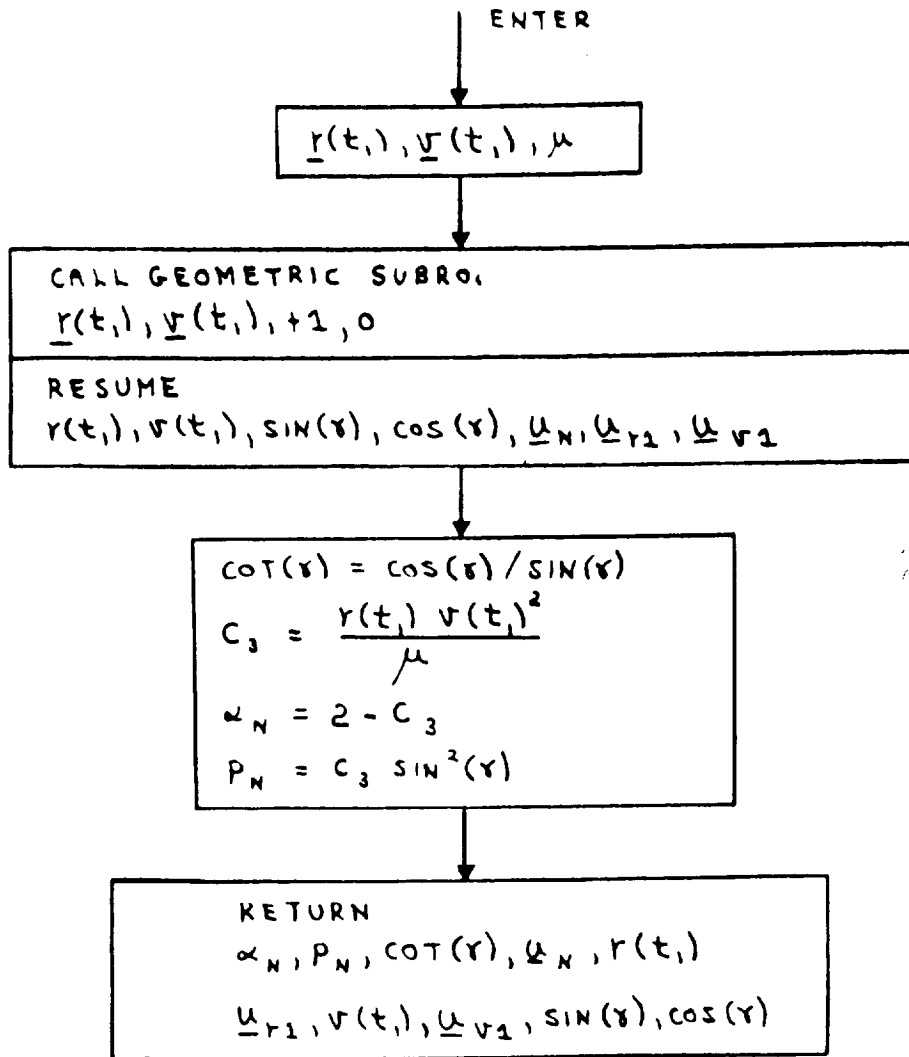 ENTER
r(t₁), v(t₁), μ
CALL GEOMETRIC SUBRO.
r(t₁), v(t₁), +1, 0
RESUME
r(t₁), v(t₁), SIN(γ), COS(γ), u_N, u_r1, u_v1
COT(γ) = COS(γ)/SIN(γ)
C₃ = r(t₁) v(t₁)² / μ
α_N = 2 - C₃
P_N = C₃ SIN²(γ)
RETURN
α_N, P_N, COT(γ), u_N, r(t₁)
u_r1, v(t₁), u_v1, SIN(γ), COS(γ)